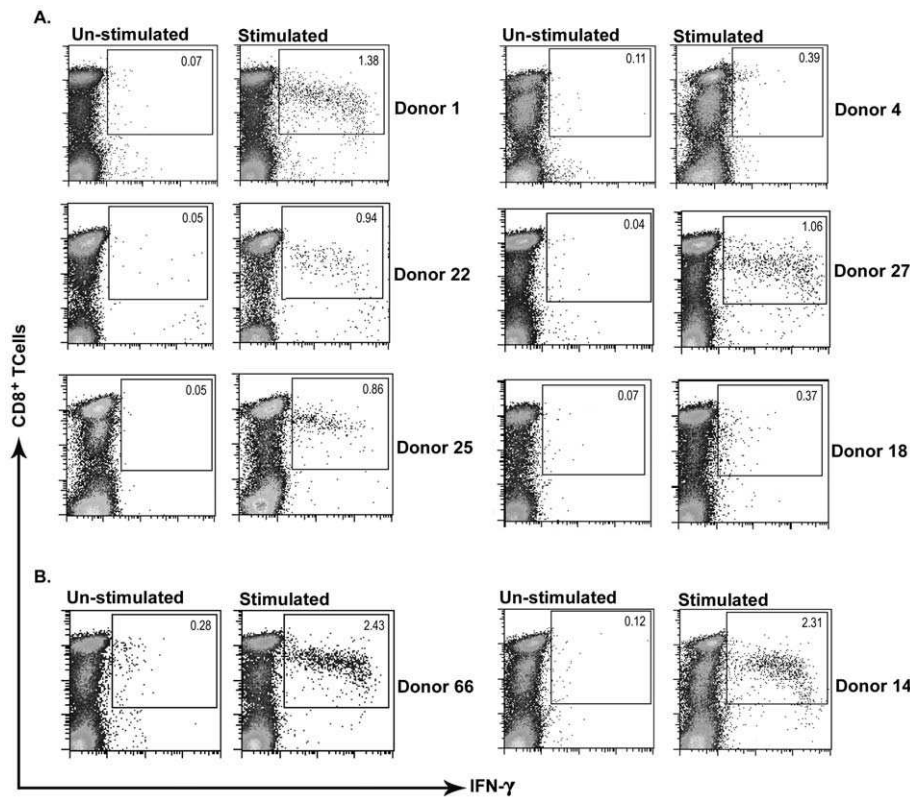 A.
Un-stimulated Stimulated Un-stimulated Stimulated
0.07 1.38 Donor 1 0.11 0.39 Donor 4
0.05 0.94 Donor 22 0.04 1.06 Donor 27
0.05 0.86 Donor 25 0.07 0.37 Donor 18
CD8⁺ TCells
B.
Un-stimulated Stimulated Un-stimulated Stimulated
0.28 2.43 Donor 66 0.12 2.31 Donor 14
IFN-γ